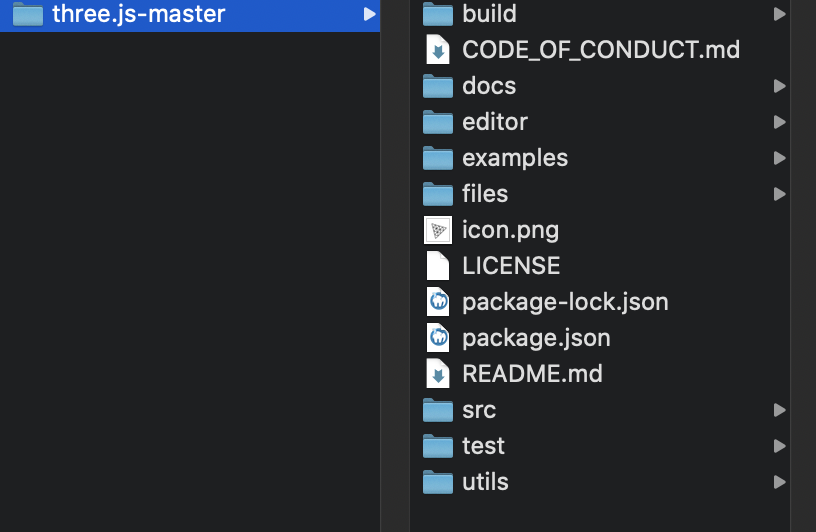 three.js-master
build
CODE_OF_CONDUCT.md
docs
editor
examples
files
icon.png
LICENSE
package-lock.json
package.json
README.md
src
test
utils